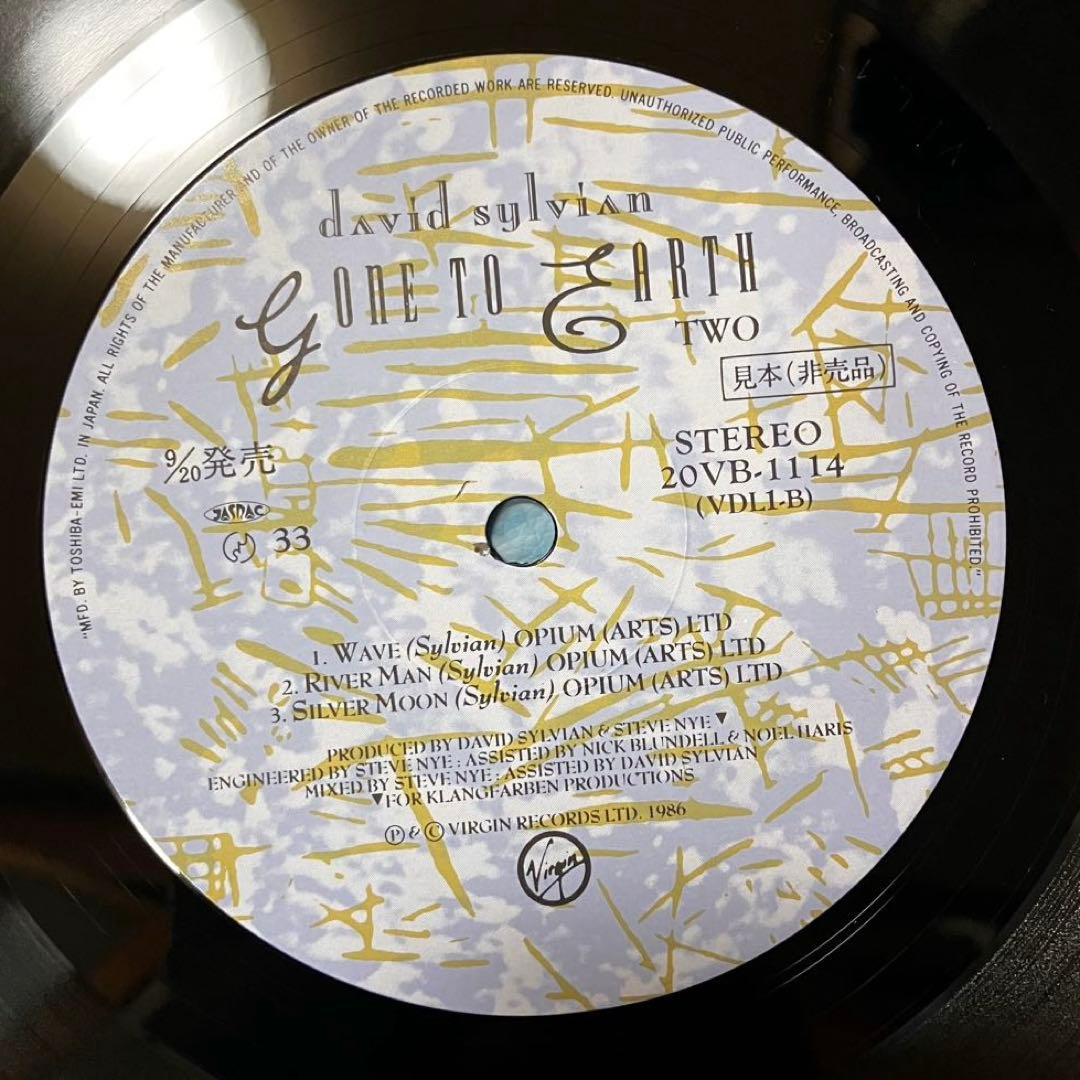 "MFD. BY TOSHIBA-EMI LTD. IN JAPAN. ALL RIGHTS OF THE MANUFACTURER AND OF THE OWNER OF THE RECORDED WORK ARE RESERVED. UNAUTHORIZED PUBLIC PERFORMANCE, BROADCASTING AND COPYING OF THE RECORD PROHIBITED."
david sylvian
GONE TO EARTH
TWO
見本(非売品)
9/20発売
STEREO
20VB-1114
(VDL1-B)
JASRAC
33
1. WAVE (Sylvian) OPIUM (ARTS) LTD
2. RIVER MAN (Sylvian) OPIUM (ARTS) LTD
3. SILVER MOON (Sylvian) OPIUM (ARTS) LTD
PRODUCED BY DAVID SYLVIAN & STEVE NYE ▼
ENGINEERED BY STEVE NYE : ASSISTED BY NICK BLUNDELL & NOEL HARIS
MIXED BY STEVE NYE : ASSISTED BY DAVID SYLVIAN
▼FOR KLANGFARBEN PRODUCTIONS
Ⓟ & Ⓒ VIRGIN RECORDS LTD. 1986
Virgin